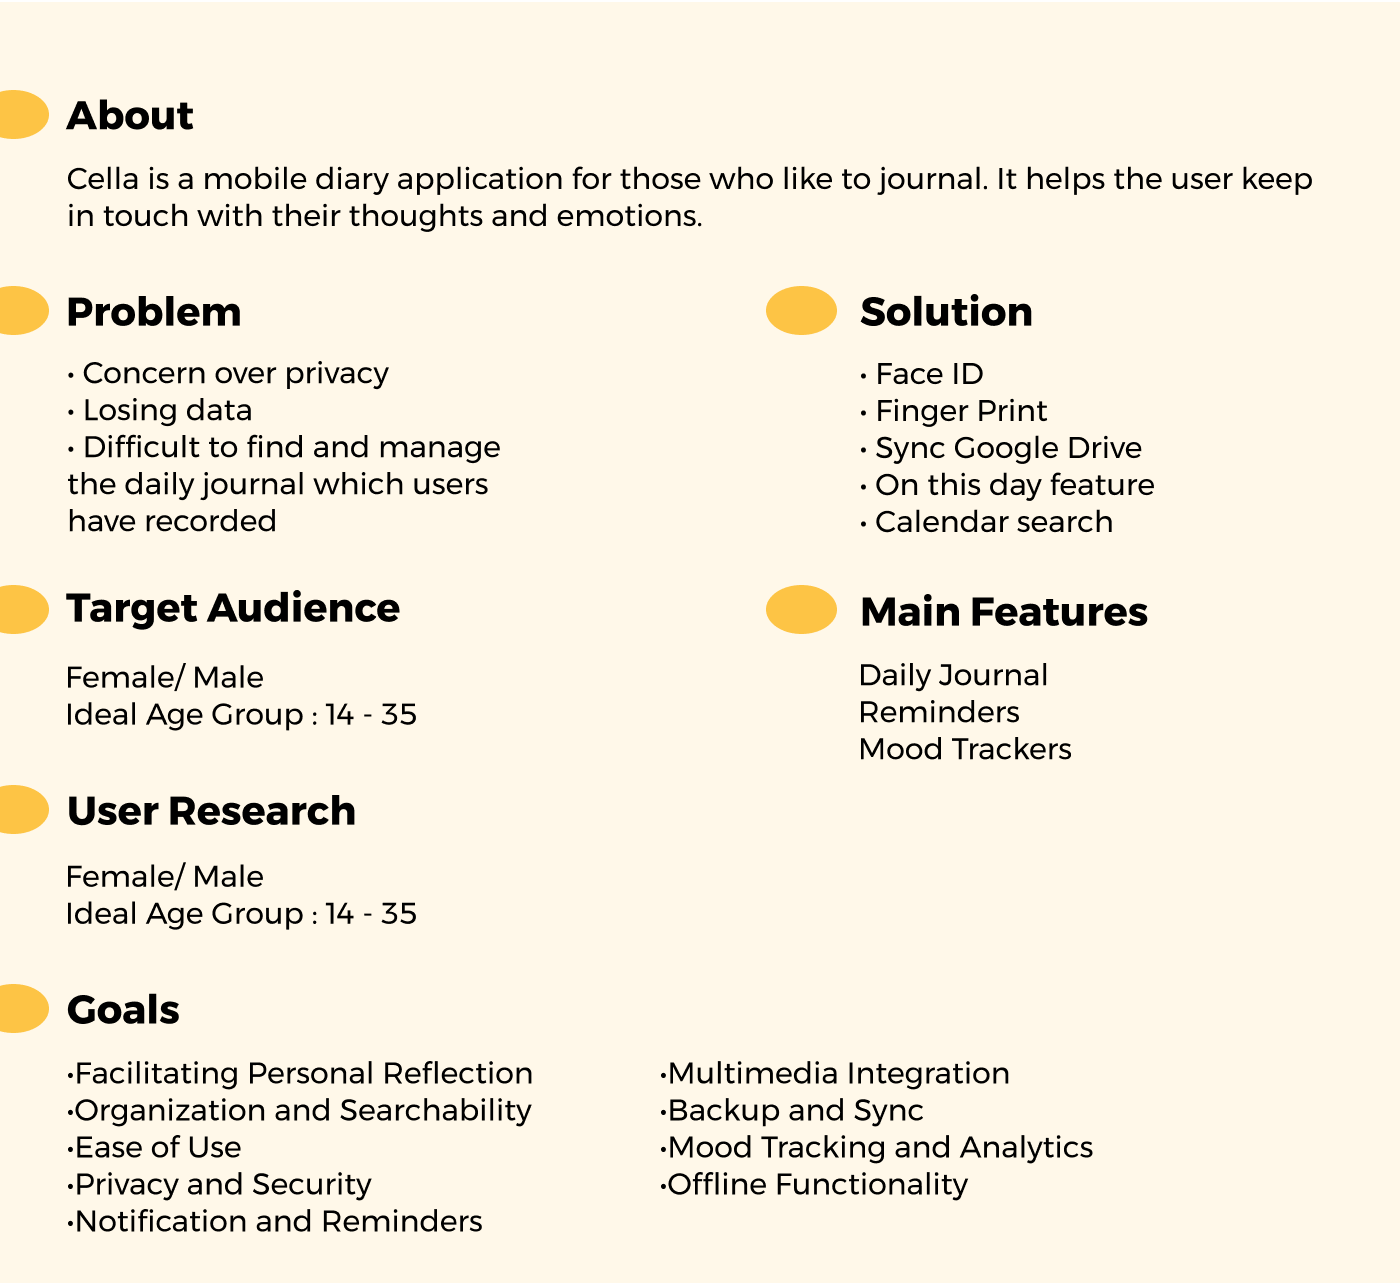 About
Cella is a mobile diary application for those who like to journal. It helps the user keep
in touch with their thoughts and emotions.
Problem
• Concern over privacy
• Losing data
• Difficult to find and manage
the daily journal which users
have recorded
Solution
• Face ID
• Finger Print
• Sync Google Drive
• On this day feature
• Calendar search
Target Audience
Female/ Male
Ideal Age Group : 14 - 35
Main Features
Daily Journal
Reminders
Mood Trackers
User Research
Female/ Male
Ideal Age Group : 14 - 35
Goals
•Facilitating Personal Reflection
•Organization and Searchability
•Ease of Use
•Privacy and Security
•Notification and Reminders
•Multimedia Integration
•Backup and Sync
•Mood Tracking and Analytics
•Offline Functionality